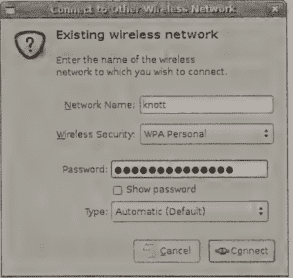 Connect to Other Wireless Network
Existing wireless network
Enter the name of the wireless
network to which you wish to connect.
Network Name: knott
Wireless Security: WPA Personal
Password: ●●●●●●●●●●●●●●
Show password
Type: Automatic (Default)
Cancel Connect